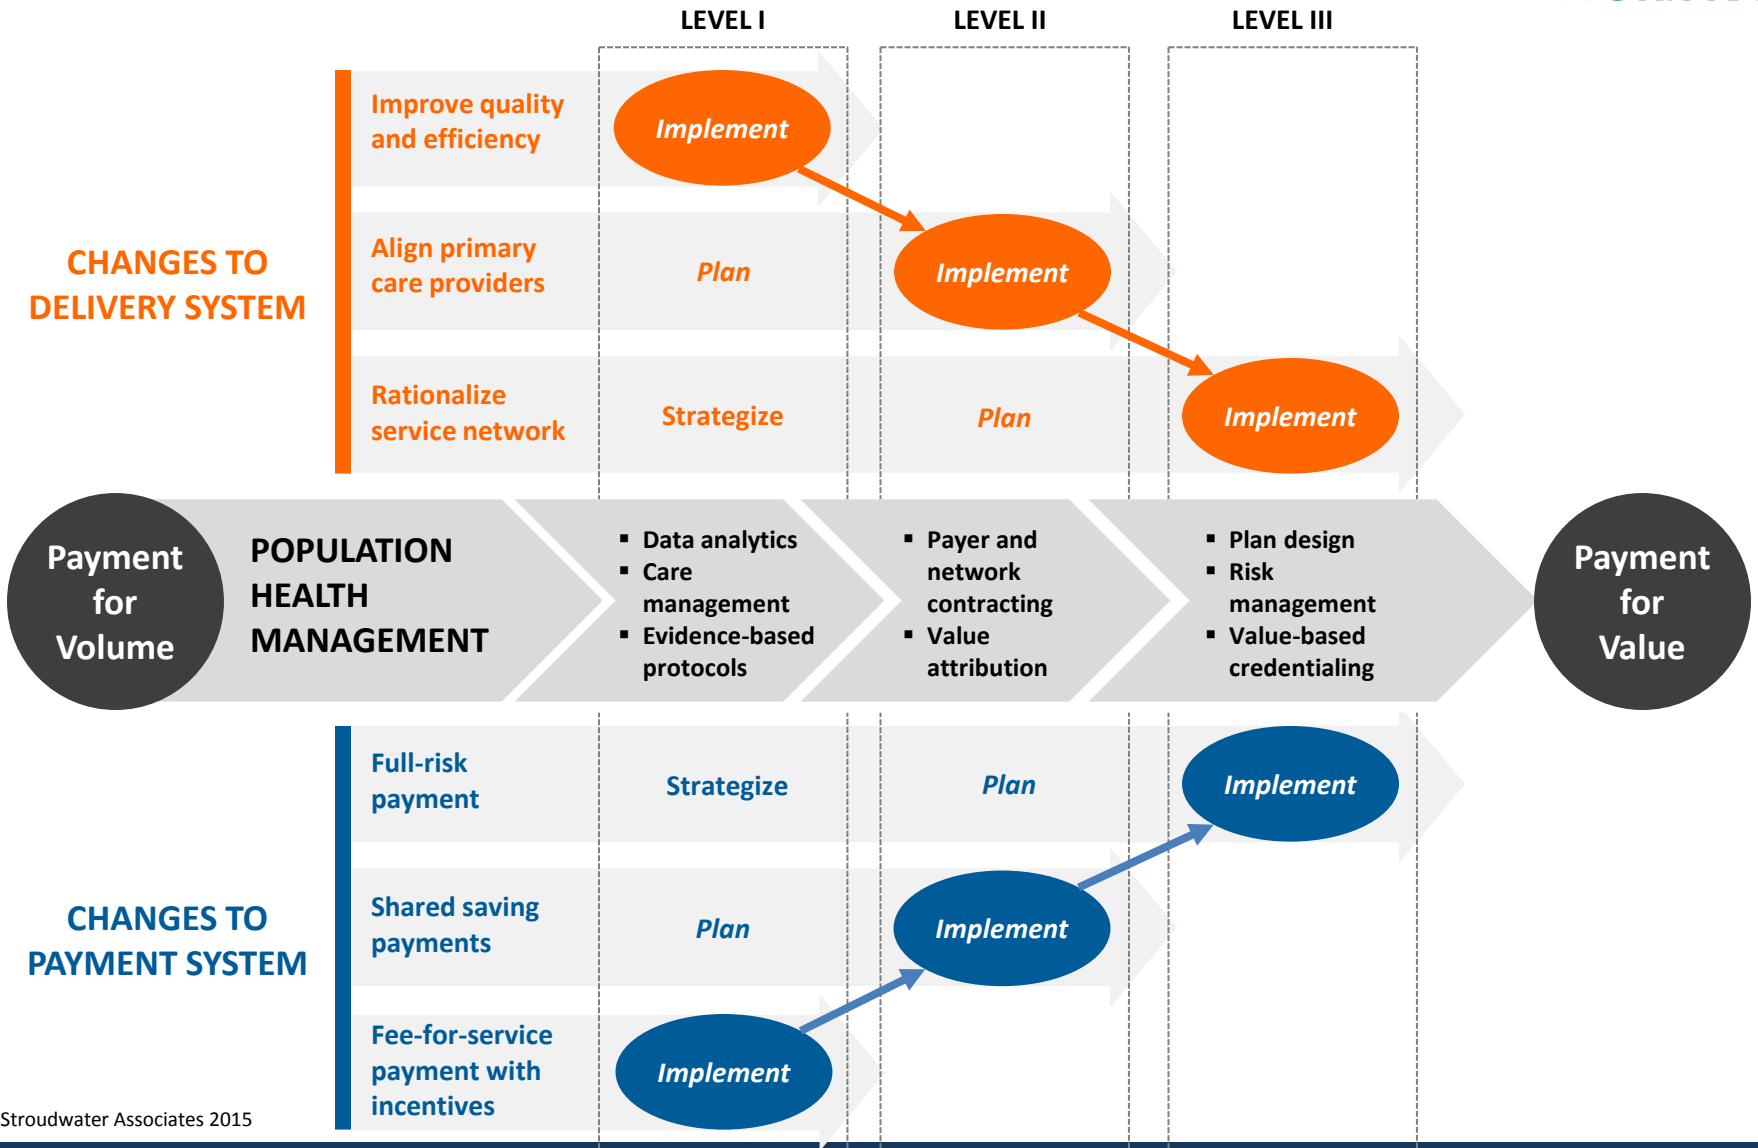 LEVEL I
LEVEL II
LEVEL III
CHANGES TO
DELIVERY SYSTEM
Improve quality
and efficiency
Implement
Align primary
care providers
Plan
Implement
Rationalize
service network
Strategize
Plan
Implement
Payment
for
Volume
POPULATION
HEALTH
MANAGEMENT
▪ Data analytics
▪ Care
management
▪ Evidence-based
protocols
▪ Payer and
network
contracting
▪ Value
attribution
▪ Plan design
▪ Risk
management
▪ Value-based
credentialing
Payment
for
Value
CHANGES TO
PAYMENT SYSTEM
Full-risk
payment
Strategize
Plan
Implement
Shared saving
payments
Plan
Implement
Fee-for-service
payment with
incentives
Implement
Stroudwater Associates 2015